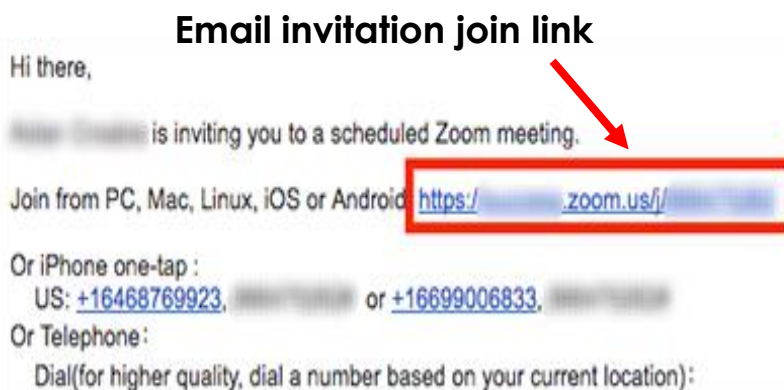 Email invitation join link
Hi there,
is inviting you to a scheduled Zoom meeting.
Join from PC, Mac, Linux, iOS or Android: https:/ .zoom.us/j/
Or iPhone one-tap :
US: +16468769923, or +16699006833,
Or Telephone:
Dial(for higher quality, dial a number based on your current location):